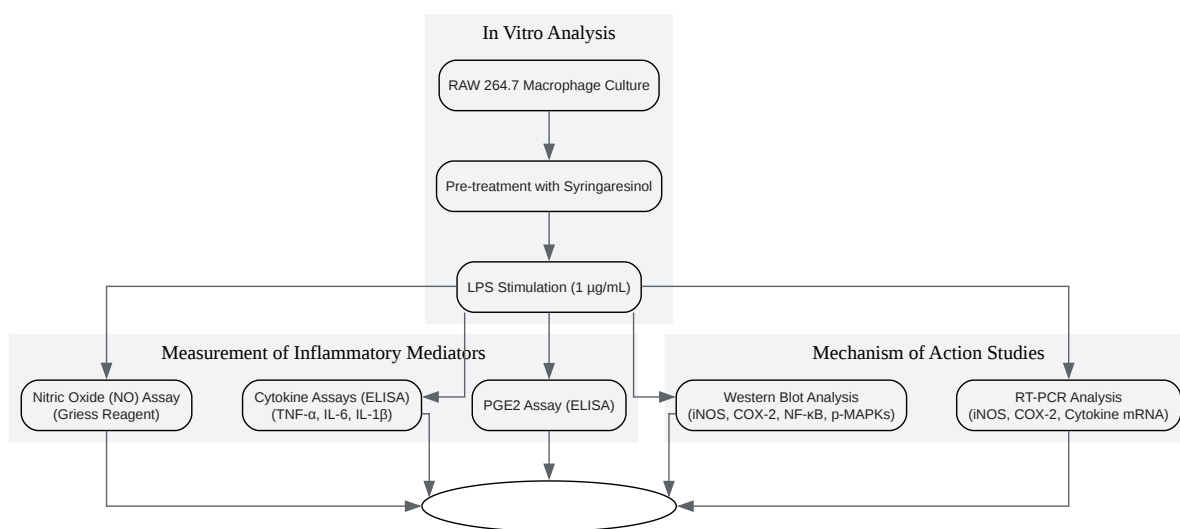 In Vitro Analysis
RAW 264.7 Macrophage Culture
Pre-treatment with Syringaresinol
LPS Stimulation (1 µg/mL)
Measurement of Inflammatory Mediators
Mechanism of Action Studies
Nitric Oxide (NO) Assay
(Griess Reagent)
Cytokine Assays (ELISA)
(TNF-α, IL-6, IL-1β)
PGE2 Assay (ELISA)
Western Blot Analysis
(iNOS, COX-2, NF-κB, p-MAPKs)
RT-PCR Analysis
(iNOS, COX-2, Cytokine mRNA)